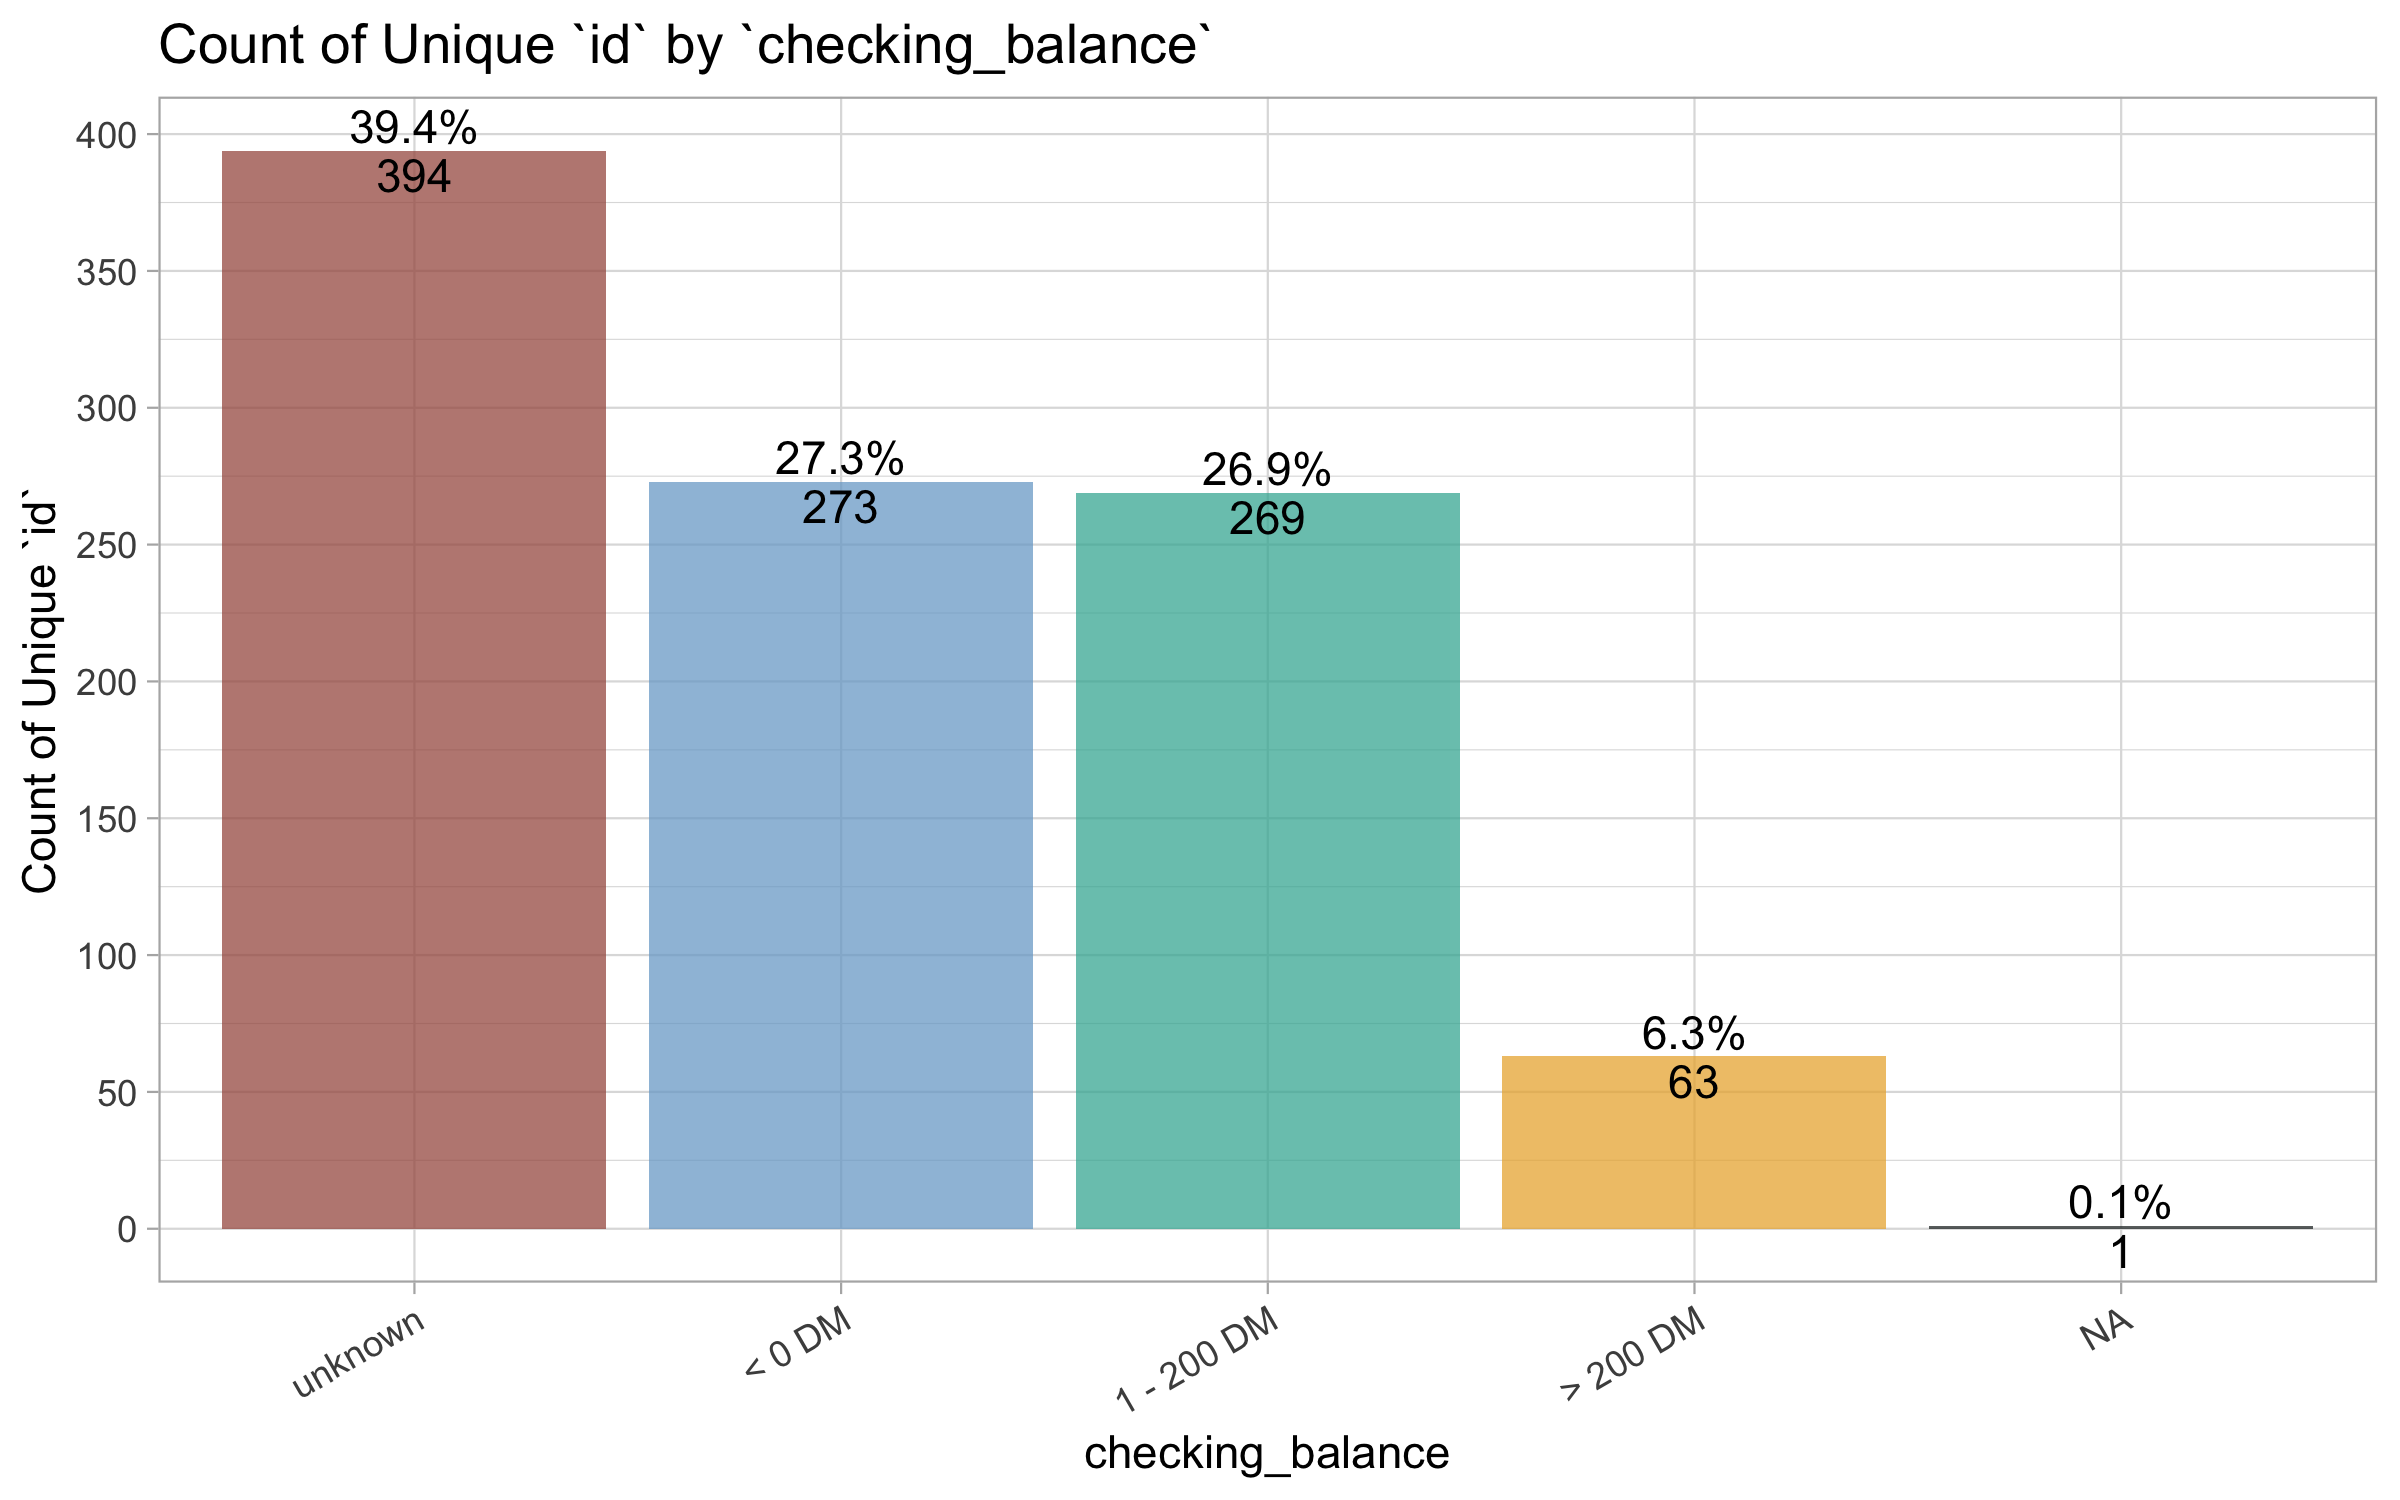 Count of Unique `id` by `checking_balance`
Count of Unique `id`
400
350
300
250
200
150
100
50
0
39.4%
394
27.3%
273
26.9%
269
6.3%
63
0.1%
1
unknown
< 0 DM
1 - 200 DM
> 200 DM
NA
checking_balance